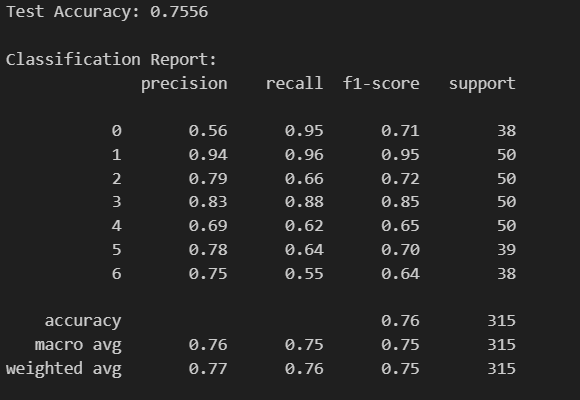 Test Accuracy: 0.7556
Classification Report:
precision recall f1-score support
0 0.56 0.95 0.71 38
1 0.94 0.96 0.95 50
2 0.79 0.66 0.72 50
3 0.83 0.88 0.85 50
4 0.69 0.62 0.65 50
5 0.78 0.64 0.70 39
6 0.75 0.55 0.64 38
accuracy 0.76 315
macro avg 0.76 0.75 0.75 315
weighted avg 0.77 0.76 0.75 315